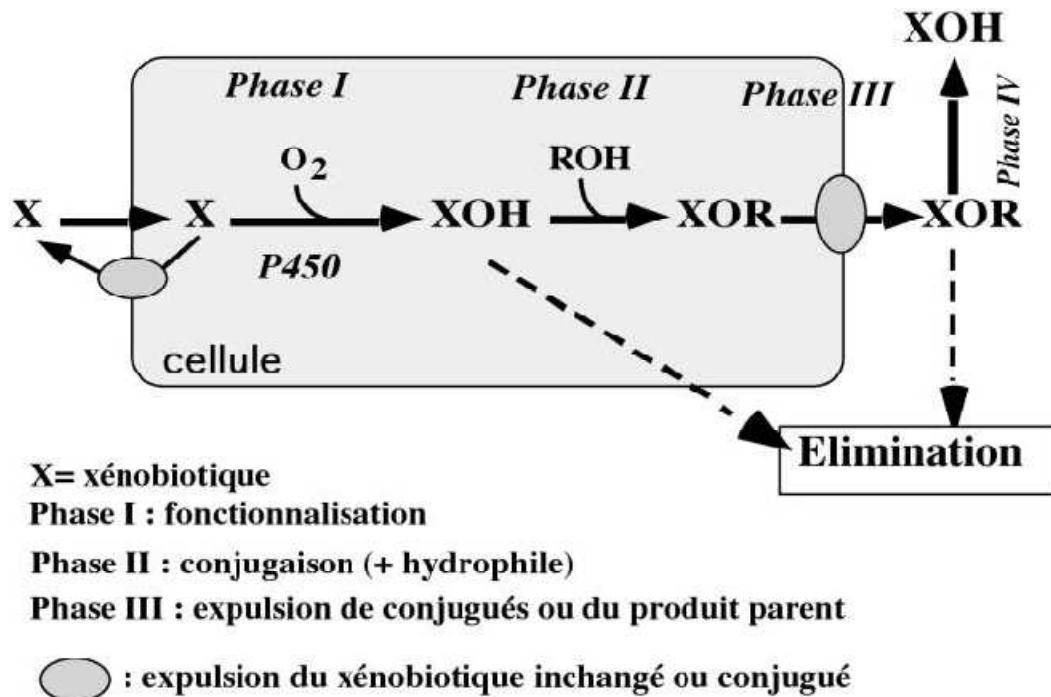 XOH
Phase I
Phase II
Phase III
Phase IV
O2
ROH
X
X
XOH
XOR
XOR
P450
cellule
Elimination
X= xénobiotique
Phase I : fonctionnalisation
Phase II : conjugaison (+ hydrophile)
Phase III : expulsion de conjugués ou du produit parent
: expulsion du xénobiotique inchangé ou conjugué